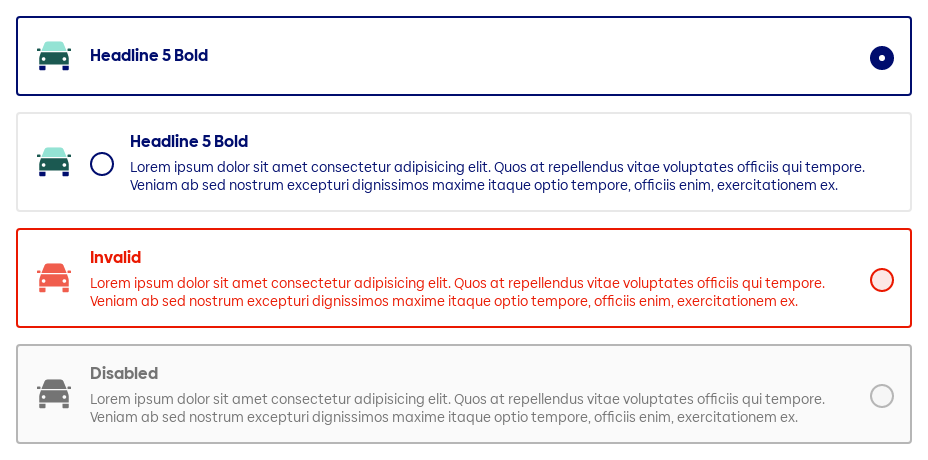 Headline 5 Bold
Headline 5 Bold
Lorem ipsum dolor sit amet consectetur adipisicing elit. Quos at repellendus vitae voluptates officiis qui tempore.
Veniam ab sed nostrum excepturi dignissimos maxime itaque optio tempore, officiis enim, exercitationem ex.
Invalid
Lorem ipsum dolor sit amet consectetur adipisicing elit. Quos at repellendus vitae voluptates officiis qui tempore.
Veniam ab sed nostrum excepturi dignissimos maxime itaque optio tempore, officiis enim, exercitationem ex.
Disabled
Lorem ipsum dolor sit amet consectetur adipisicing elit. Quos at repellendus vitae voluptates officiis qui tempore.
Veniam ab sed nostrum excepturi dignissimos maxime itaque optio tempore, officiis enim, exercitationem ex.